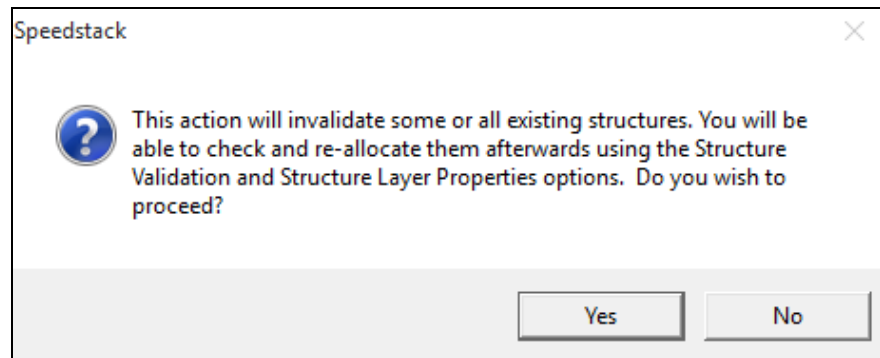 Speedstack
This action will invalidate some or all existing structures. You will be
able to check and re-allocate them afterwards using the Structure
Validation and Structure Layer Properties options.  Do you wish to
proceed?
Yes
No